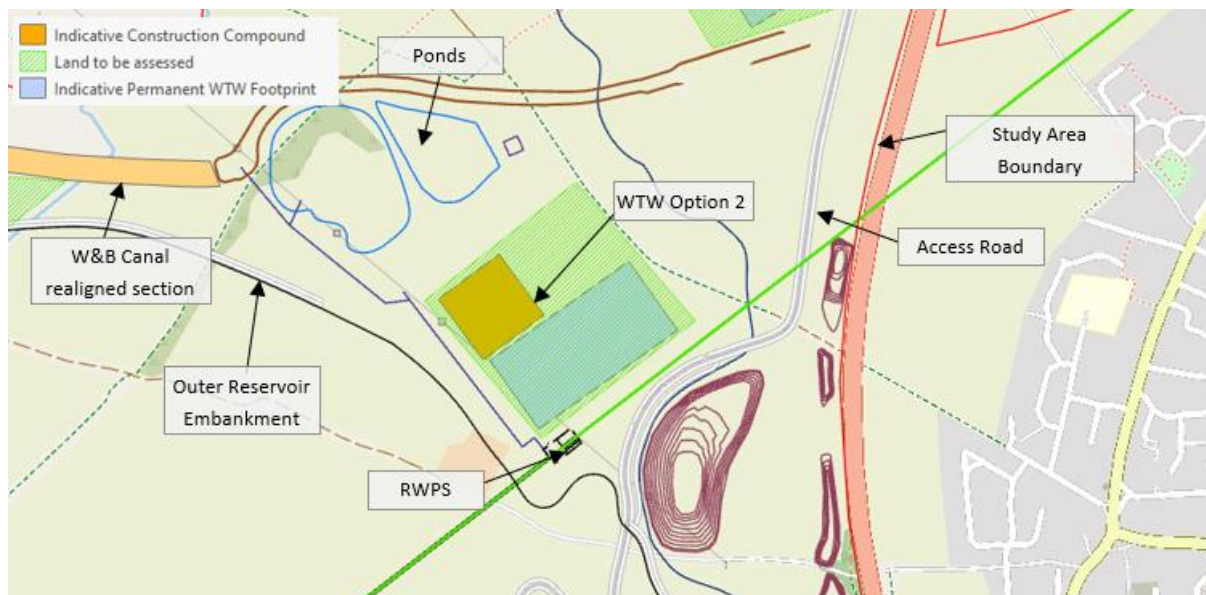 Indicative Construction Compound
Land to be assessed
Indicative Permanent WTW Footprint
Ponds
Study Area
Boundary
WTW Option 2
Access Road
W&B Canal
realigned section
Outer Reservoir
Embankment
RWPS